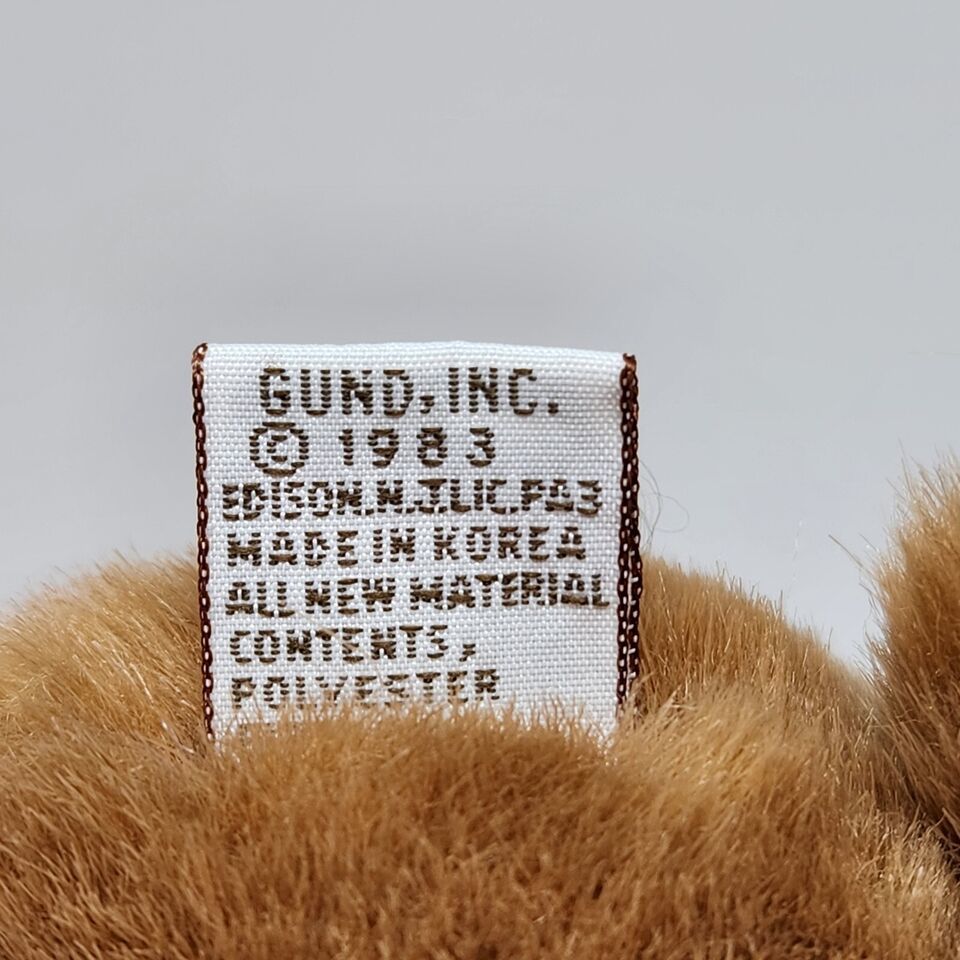 GUND, INC.
© 1983
EDISON.N.J.LIC.PA3
MADE IN KOREA
ALL NEW MATERIAL
CONTENTS,
POLYESTER